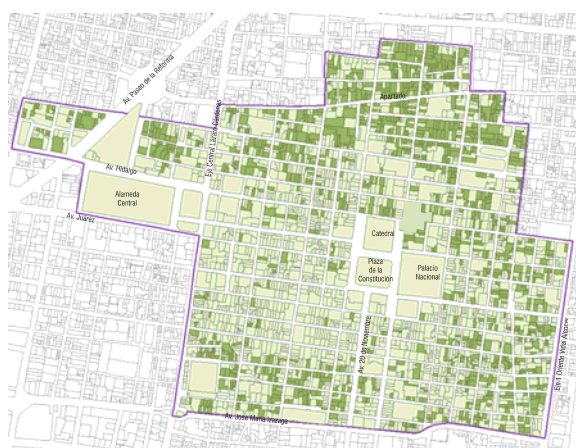 Av. Paseo de la Reforma
Apartado
Eje Central Lázaro Cárdenas
Av. Hidalgo
Alameda
Central
Av. Juárez
Catedral
Plaza
de la
Constitución
Palacio
Nacional
Av. 20 de Noviembre
Eje 1 Oriente Vidal Alcocer
Av. José María Izazaga